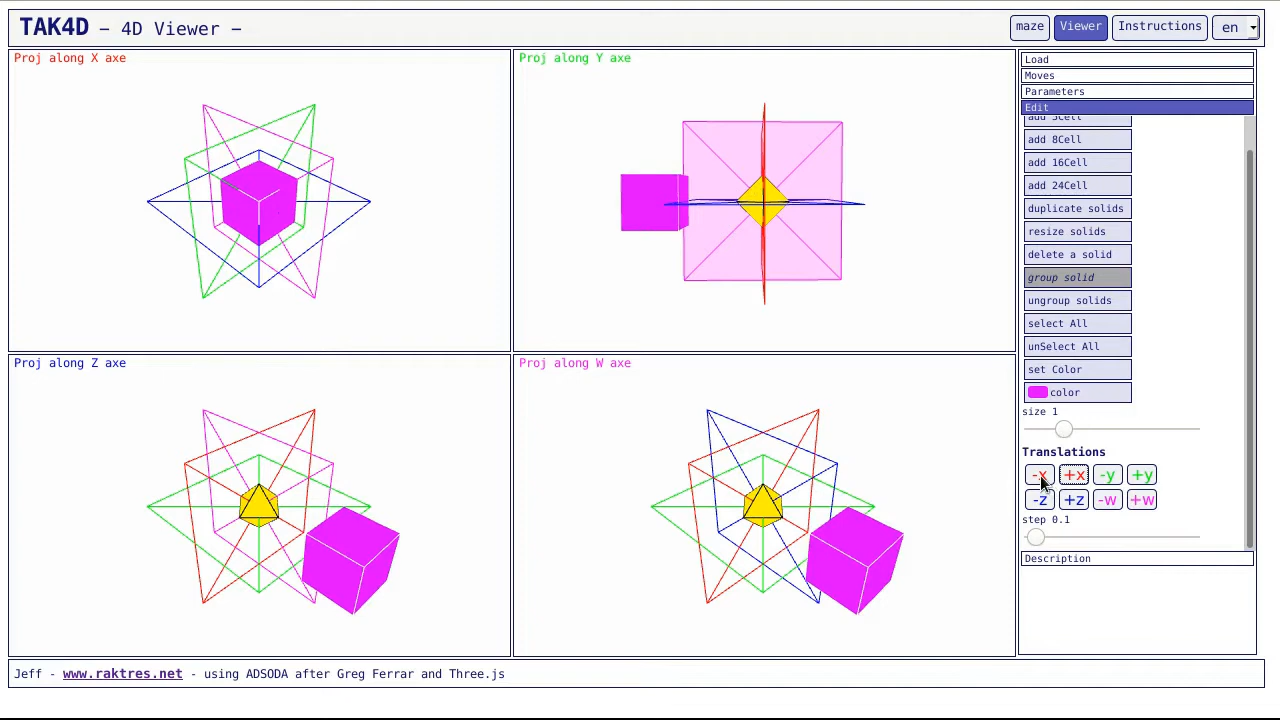 TAK4D – 4D Viewer –
maze
Viewer
Instructions
en
Proj along X axe
Proj along Y axe
Proj along Z axe
Proj along W axe
Load
Moves
Parameters
Edit
add 5Cell
add 8Cell
add 16Cell
add 24Cell
duplicate solids
resize solids
delete a solid
group solid
ungroup solids
select All
unSelect All
set Color
color
size 1
Translations
-x +x -y +y
-z +z -w +w
step 0.1
Description
Jeff - www.raktres.net - using ADSODA after Greg Ferrar and Three.js